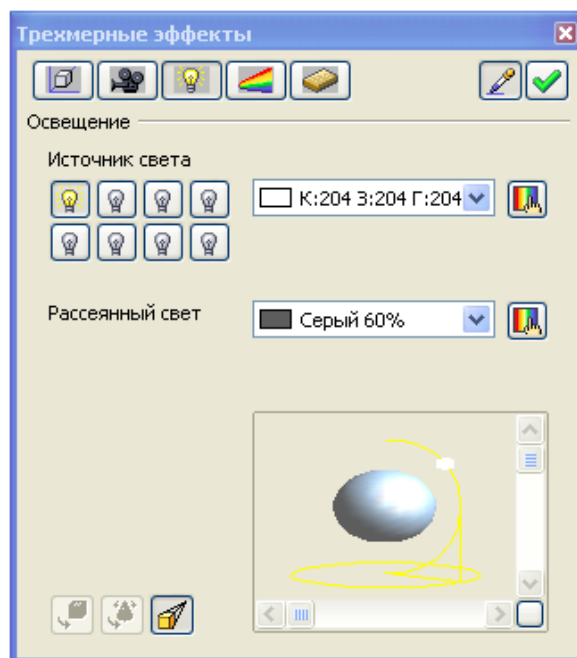 Трехмерные эффекты
Освещение
Источник света
К:204 З:204 Г:204
Рассеянный свет
Серый 60%